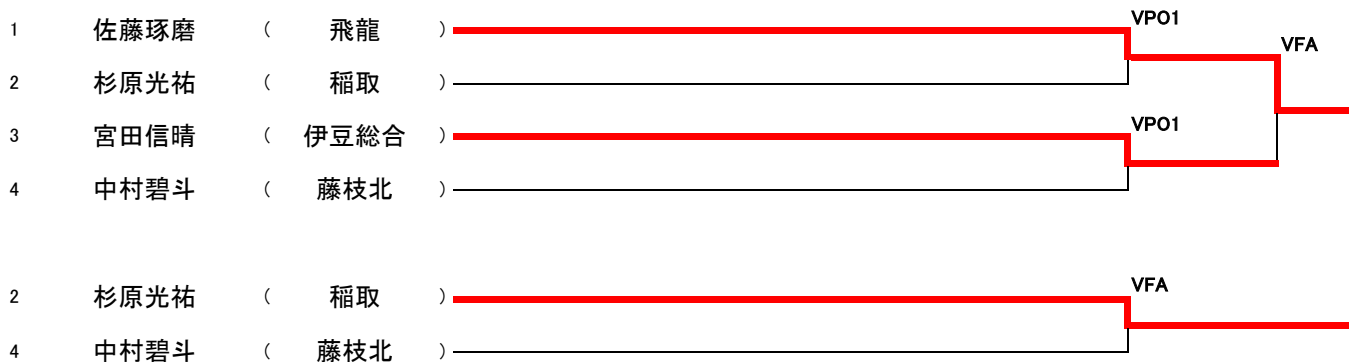 VPO1
1 佐藤琢磨 ( 飛龍 )
VFA
2 杉原光祐 ( 稲取 )
VPO1
3 宮田信晴 ( 伊豆総合 )
4 中村碧斗 ( 藤枝北 )
VFA
2 杉原光祐 ( 稲取 )
4 中村碧斗 ( 藤枝北 )